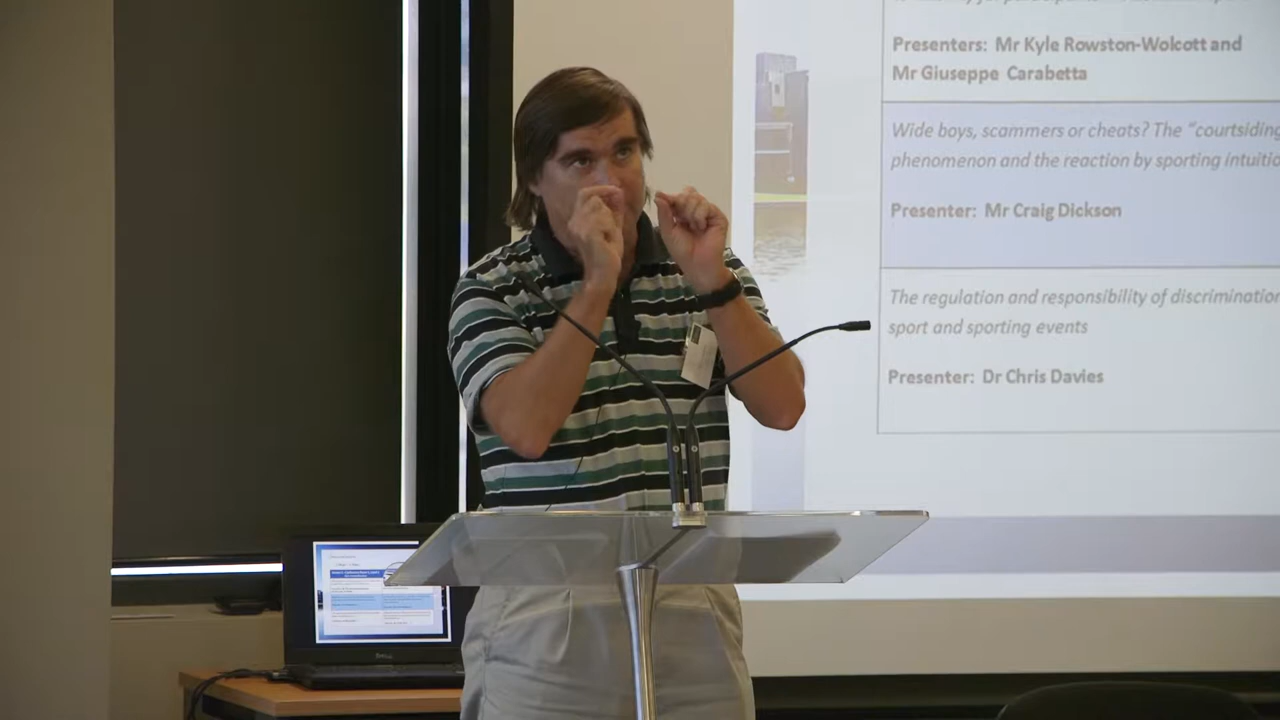 Presenters: Mr Kyle Rowston-Wolcott and
Mr Giuseppe Carabetta
Wide boys, scammers or cheats? The "courtsiding
phenomenon and the reaction by sporting intuitio
Presenter: Mr Craig Dickson
The regulation and responsibility of discrimination
sport and sporting events
Presenter: Dr Chris Davies
DELL